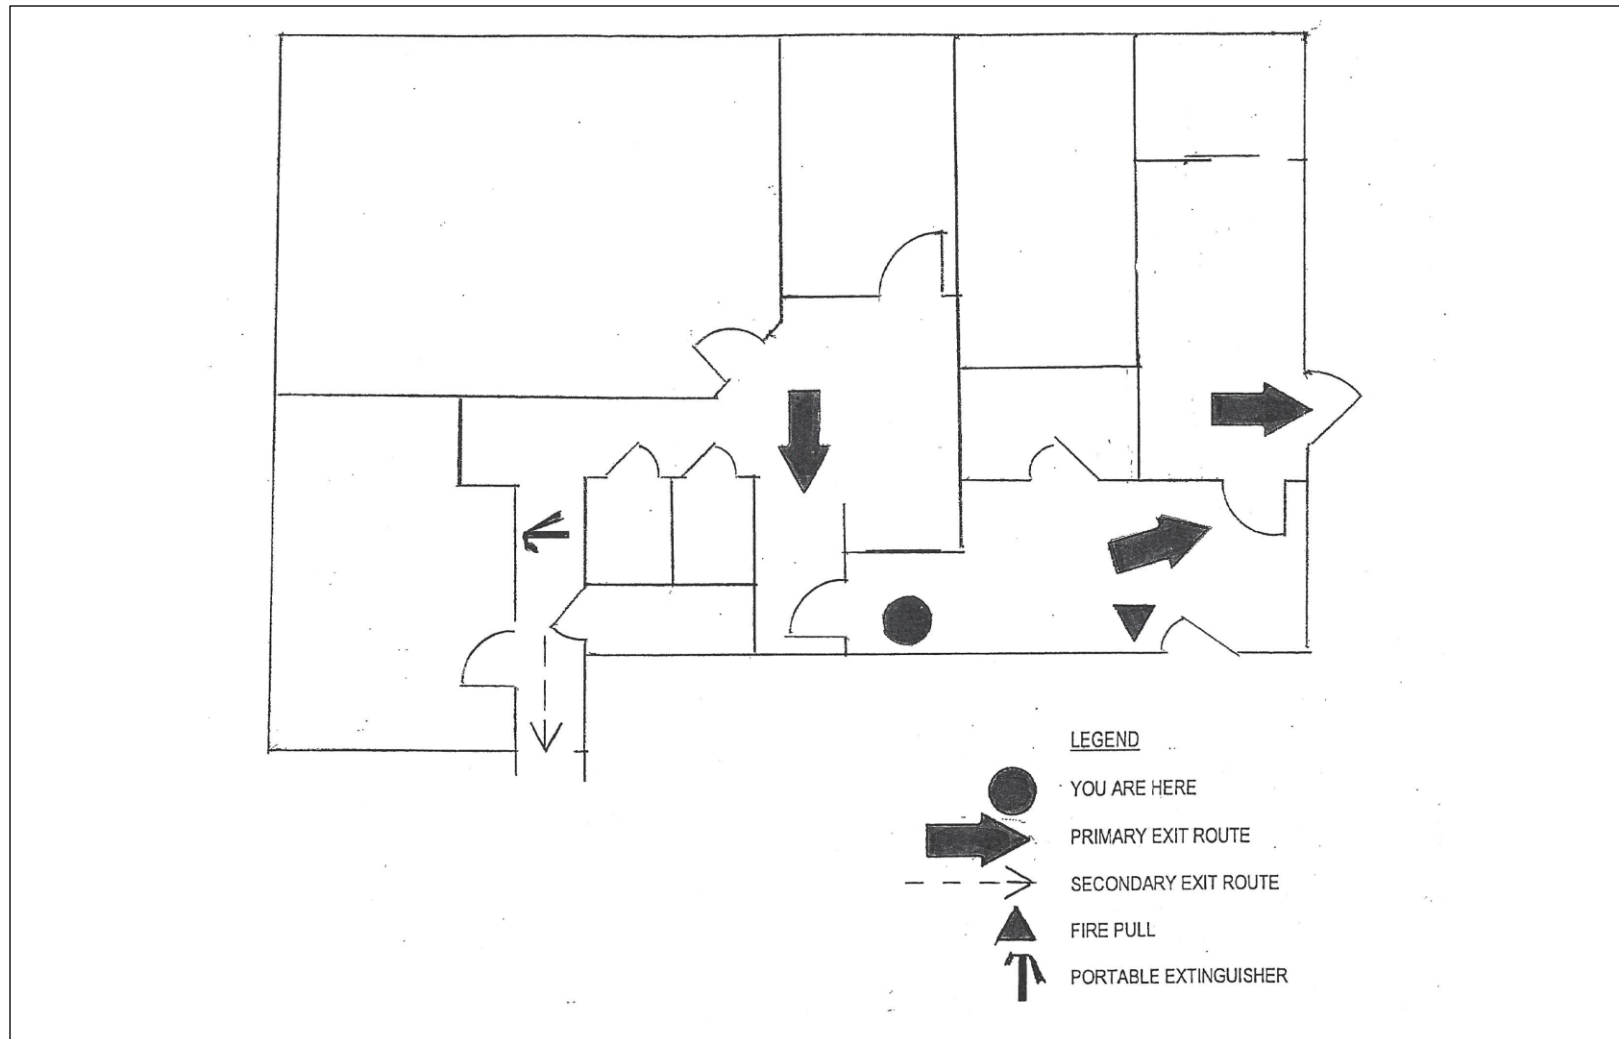 LEGEND
YOU ARE HERE
PRIMARY EXIT ROUTE
SECONDARY EXIT ROUTE
FIRE PULL
PORTABLE EXTINGUISHER